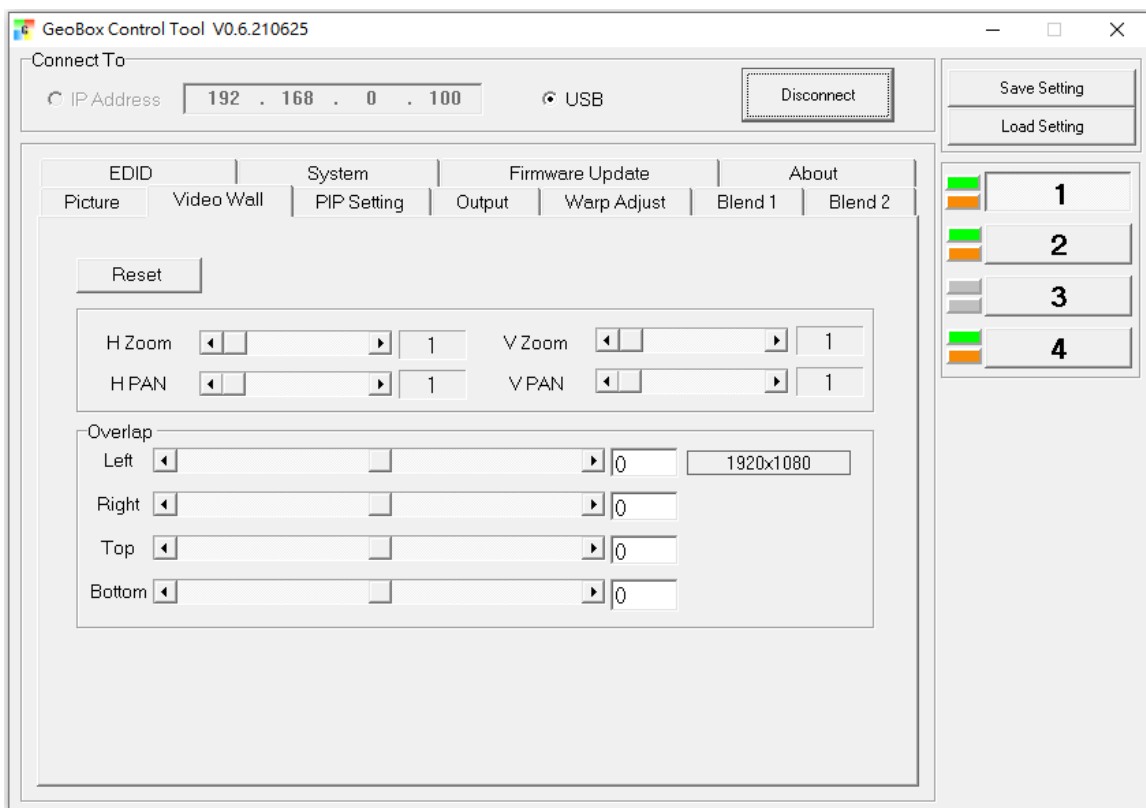 GeoBox Control Tool V0.6.210625
Connect To
IP Address 192 . 168 . 0 . 100 USB Disconnect
Save Setting
Load Setting
EDID System Firmware Update About
Picture Video Wall PIP Setting Output Warp Adjust Blend 1 Blend 2
1
2
3
4
Reset
H Zoom 1 V Zoom 1
H PAN 1 V PAN 1
Overlap
Left 0 1920x1080
Right 0
Top 0
Bottom 0